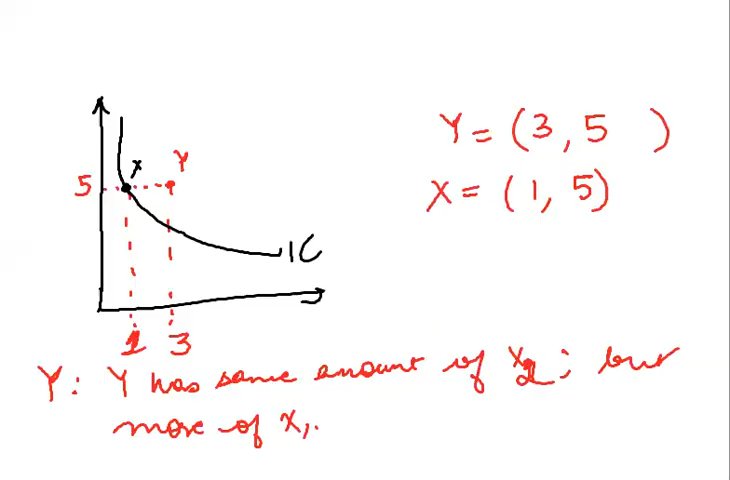 Y = (3, 5 )
X = (1, 5)
X
Y
5
IC
1 3
Y: Y has same amount of x2; but
more of x1.